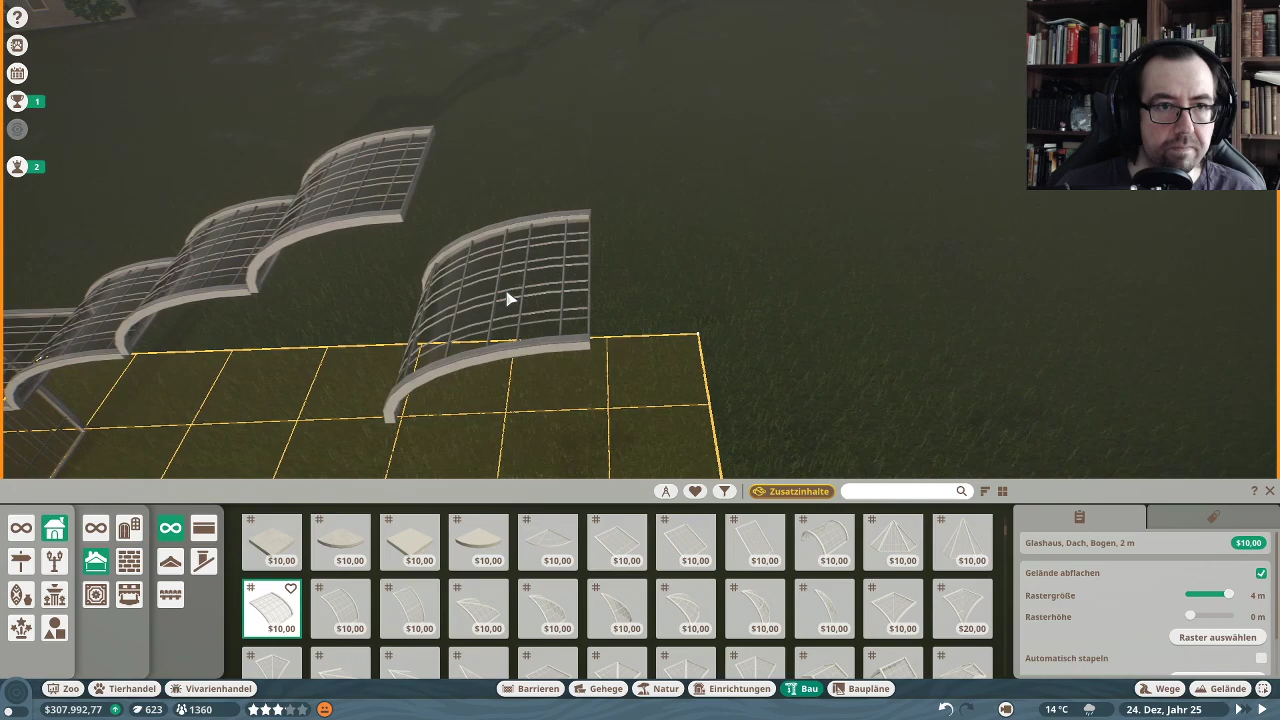 ?
1
2
Zusatzinhalte
?
$10,00 $10,00 $10,00 $10,00 $10,00 $10,00 $10,00 $10,00 $10,00 $10,00 $10,00
$10,00 $10,00 $10,00 $10,00 $10,00 $10,00 $10,00 $10,00 $10,00 $10,00 $20,00
Glashaus, Dach, Bogen, 2 m $10,00
Gelände abflachen
Rastergröße 4 m
Rasterhöhe 0 m
Raster auswählen
Automatisch stapeln
Zoo Tierhandel Vivarienhandel Barrieren Gehege Natur Einrichtungen Bau Baupläne Wege Gelände
$307.992,77 623 1360 14 °C 24. Dez, Jahr 25